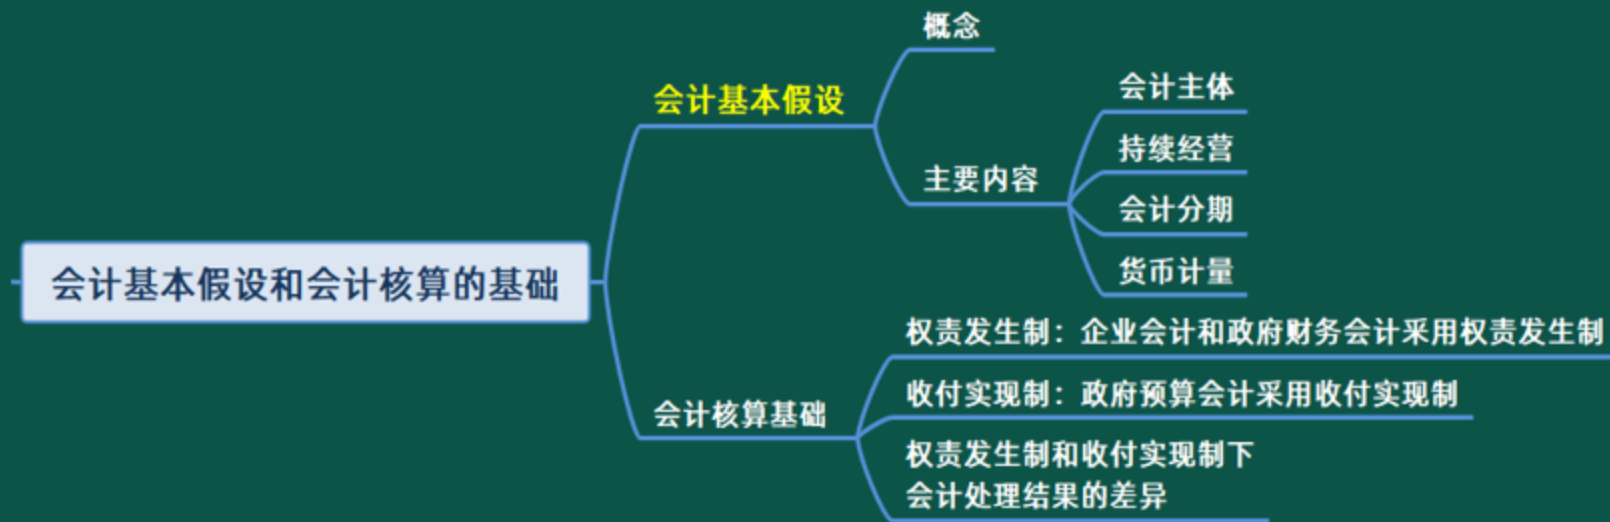 概念
会计基本假设
会计主体
持续经营
主要内容
会计分期
货币计量
会计基本假设和会计核算的基础
权责发生制：企业会计和政府财务会计采用权责发生制
收付实现制：政府预算会计采用收付实现制
会计核算基础
权责发生制和收付实现制下
会计处理结果的差异